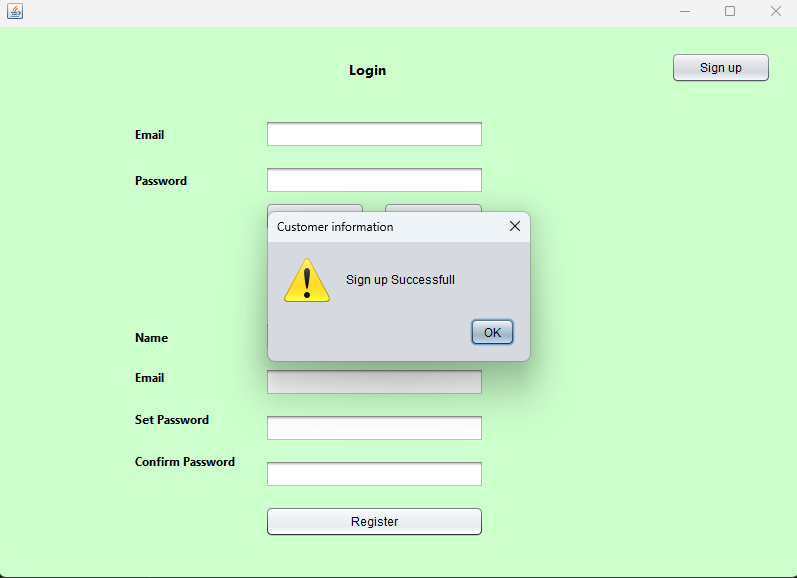 Login
Sign up
Email
Password
Customer information
Sign up Successfull
OK
Name
Email
Set Password
Confirm Password
Register